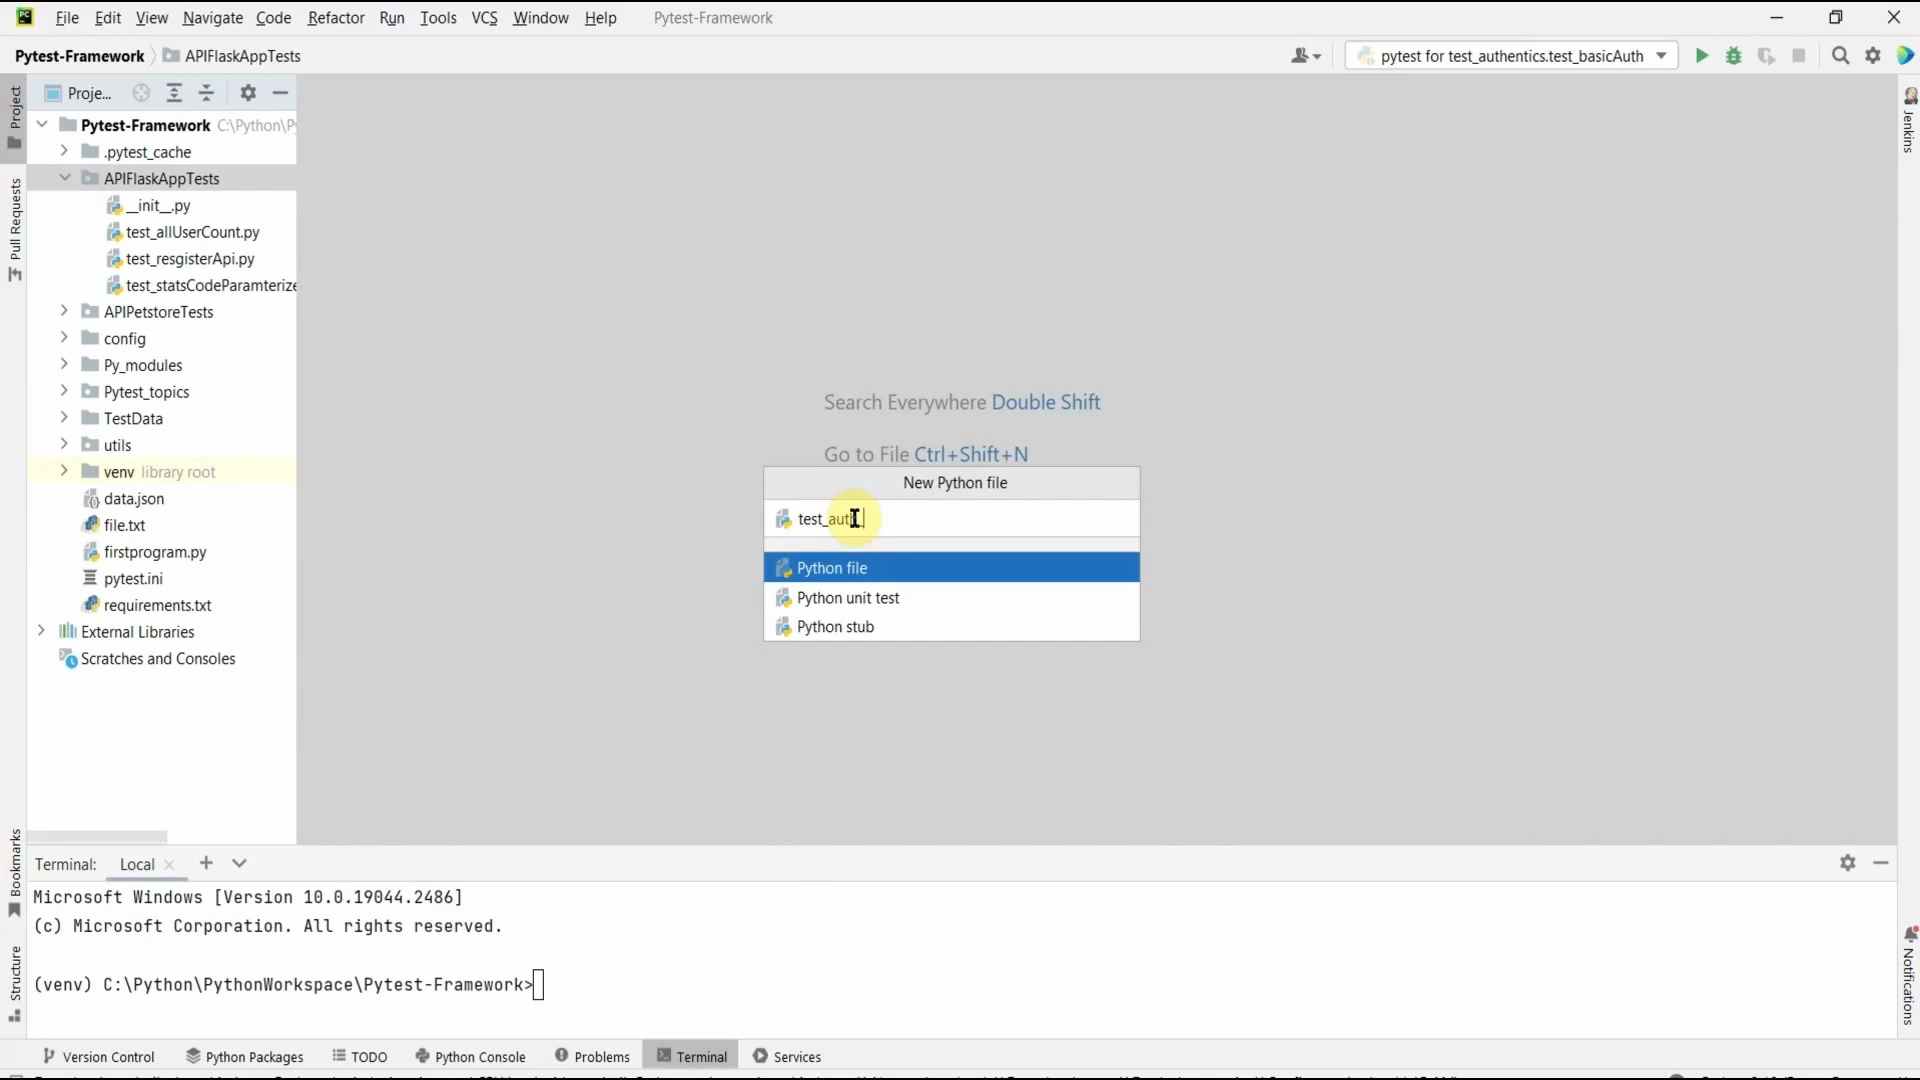 File Edit View Navigate Code Refactor Run Tools VCS Window Help Pytest-Framework
Pytest-Framework APIFlaskAppTests pytest for test_authentics.test_basicAuth
Proje...
Pytest-Framework C:\Python\P
.pytest_cache
APIFlaskAppTests
__init__.py
test_allUserCount.py
test_resgisterApi.py
test_statsCodeParamterize
APIPetstoreTests
config
Py_modules
Pytest_topics
TestData
utils
venv library root
data.json
file.txt
firstprogram.py
pytest.ini
requirements.txt
External Libraries
Scratches and Consoles
Project
Pull Requests
Bookmarks
Structure
Search Everywhere Double Shift
Go to File Ctrl+Shift+N
New Python file
test_auth
Python file
Python unit test
Python stub
Jenkins
Notifications
Terminal: Local
Microsoft Windows [Version 10.0.19044.2486]
(c) Microsoft Corporation. All rights reserved.
(venv) C:\Python\PythonWorkspace\Pytest-Framework>
Version Control Python Packages TODO Python Console Problems Terminal Services